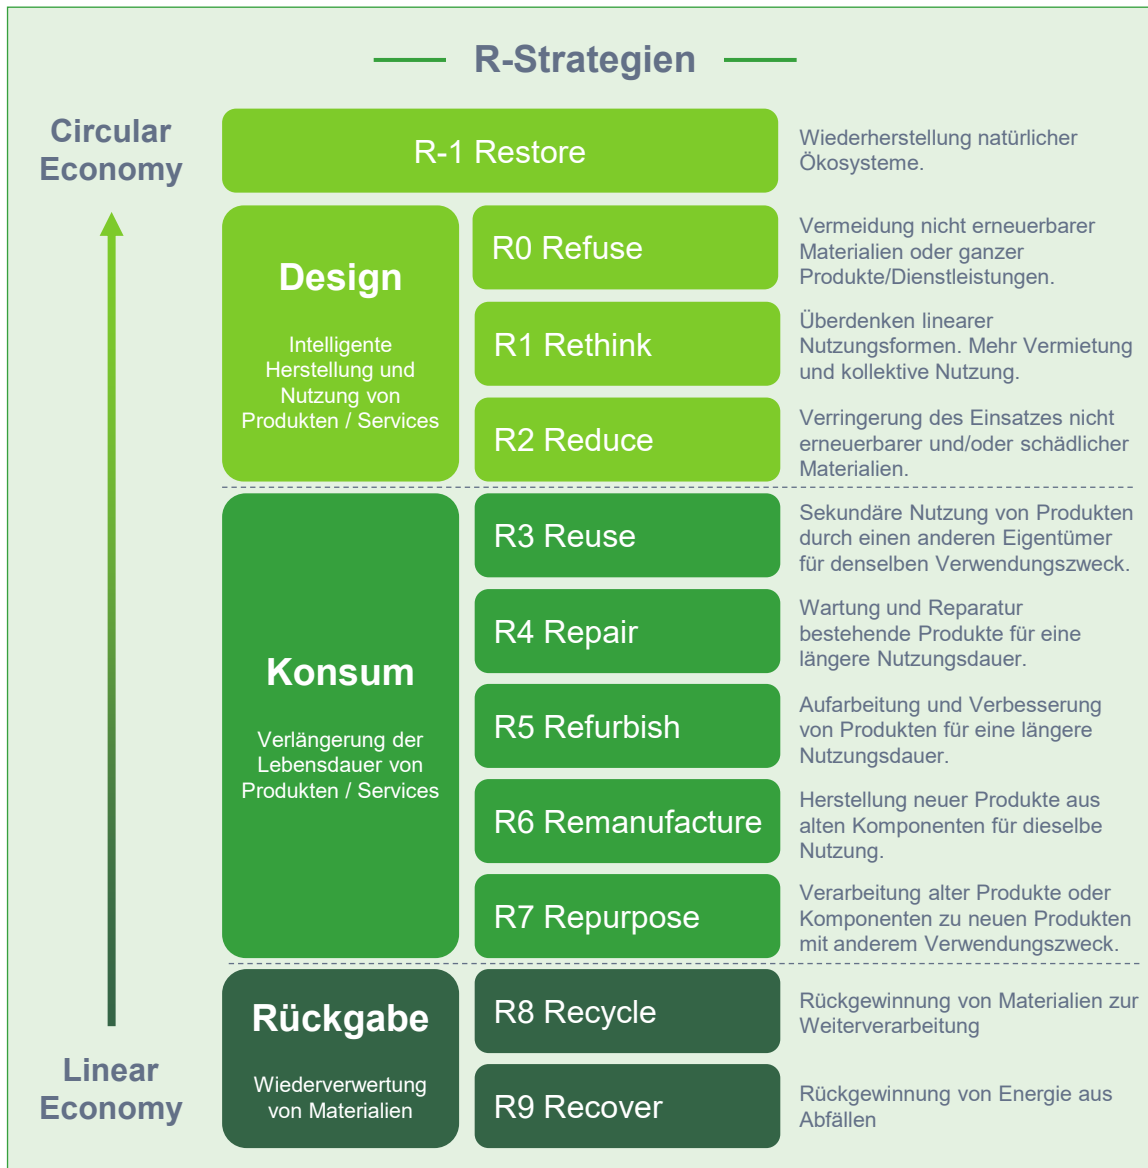 R-Strategien
Circular
Economy
R-1 Restore
Wiederherstellung natürlicher
Ökosysteme.
Design
Intelligente
Herstellung und
Nutzung von
Produkten / Services
R0 Refuse
Vermeidung nicht erneuerbarer
Materialien oder ganzer
Produkte/Dienstleistungen.
R1 Rethink
Überdenken linearer
Nutzungsformen. Mehr Vermietung
und kollektive Nutzung.
R2 Reduce
Verringerung des Einsatzes nicht
erneuerbarer und/oder schädlicher
Materialien.
Konsum
Verlängerung der
Lebensdauer von
Produkten / Services
R3 Reuse
Sekundäre Nutzung von Produkten
durch einen anderen Eigentümer
für denselben Verwendungszweck.
R4 Repair
Wartung und Reparatur
bestehende Produkte für eine
längere Nutzungsdauer.
R5 Refurbish
Aufarbeitung und Verbesserung
von Produkten für eine längere
Nutzungsdauer.
R6 Remanufacture
Herstellung neuer Produkte aus
alten Komponenten für dieselbe
Nutzung.
R7 Repurpose
Verarbeitung alter Produkte oder
Komponenten zu neuen Produkten
mit anderem Verwendungszweck.
Rückgabe
Wiederverwertung
von Materialien
R8 Recycle
Rückgewinnung von Materialien zur
Weiterverarbeitung
R9 Recover
Rückgewinnung von Energie aus
Abfällen
Linear
Economy